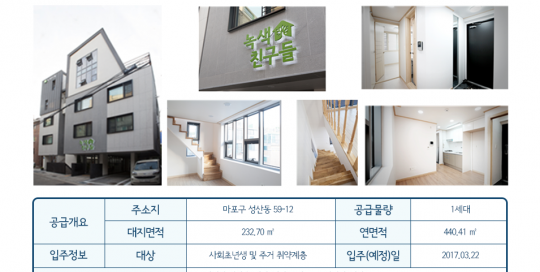 녹색
친구들
공급개요 주소지 마포구 성산동 59-12 공급물량 1세대
대지면적 232.70 ㎡ 연면적 440.41 ㎡
입주정보 대상 사회초년생 및 주거 취약계층 입주(예정)일 2017.03.22